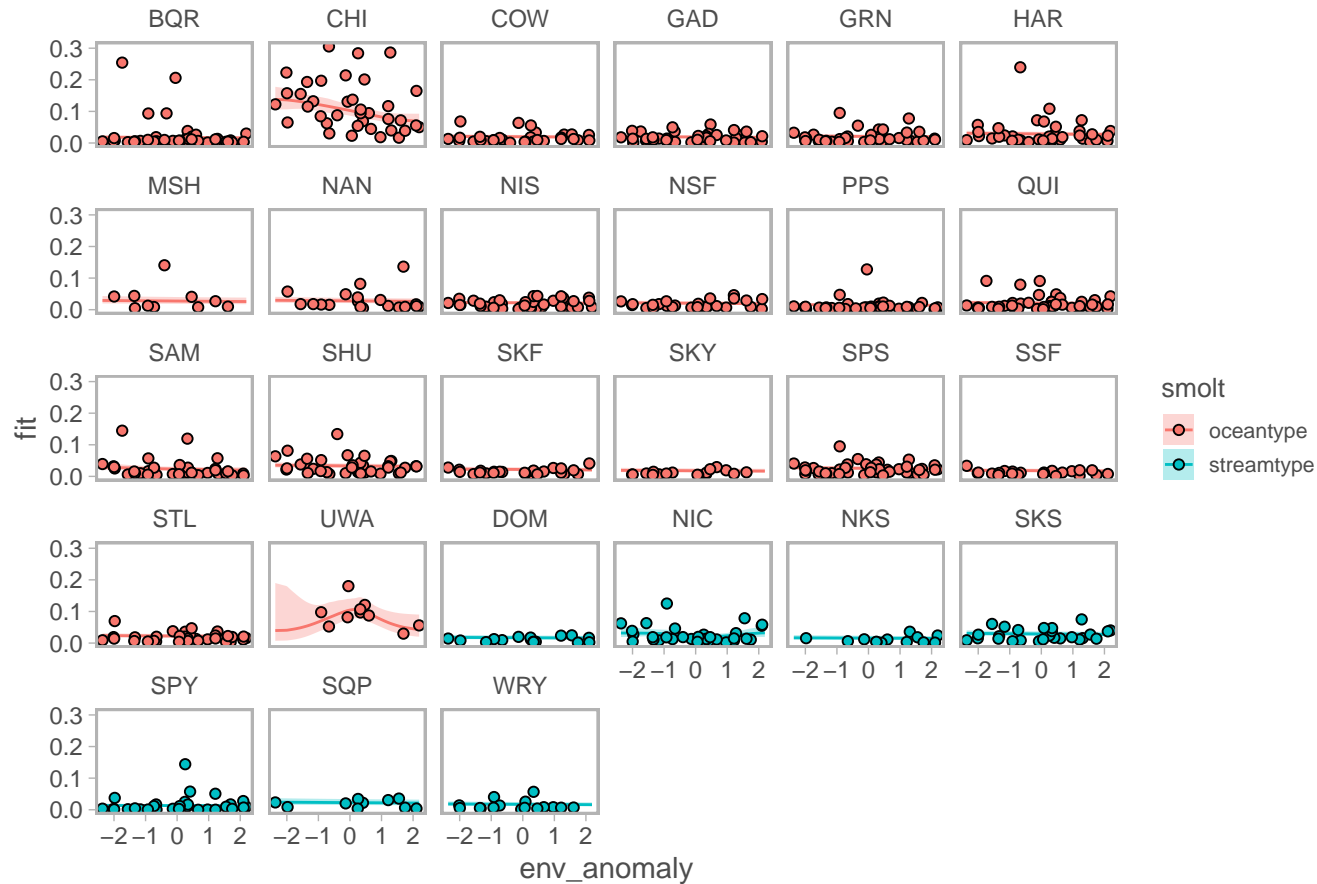 BQR CHI COW GAD GRN HAR
0.3
0.2
0.1
0.0
MSH NAN NIS NSF PPS QUI
0.3
0.2
0.1
0.0
SAM SHU SKF SKY SPS SSF
0.3
0.2
0.1
0.0
STL UWA DOM NIC NKS SKS
0.3
0.2
0.1
0.0
−2 −1 0 1 2 −2 −1 0 1 2 −2 −1 0 1 2
SPY SQP WRY
0.3
0.2
0.1
0.0
−2 −1 0 1 2 −2 −1 0 1 2 −2 −1 0 1 2
env_anomaly
fit
smolt
oceantype
streamtype